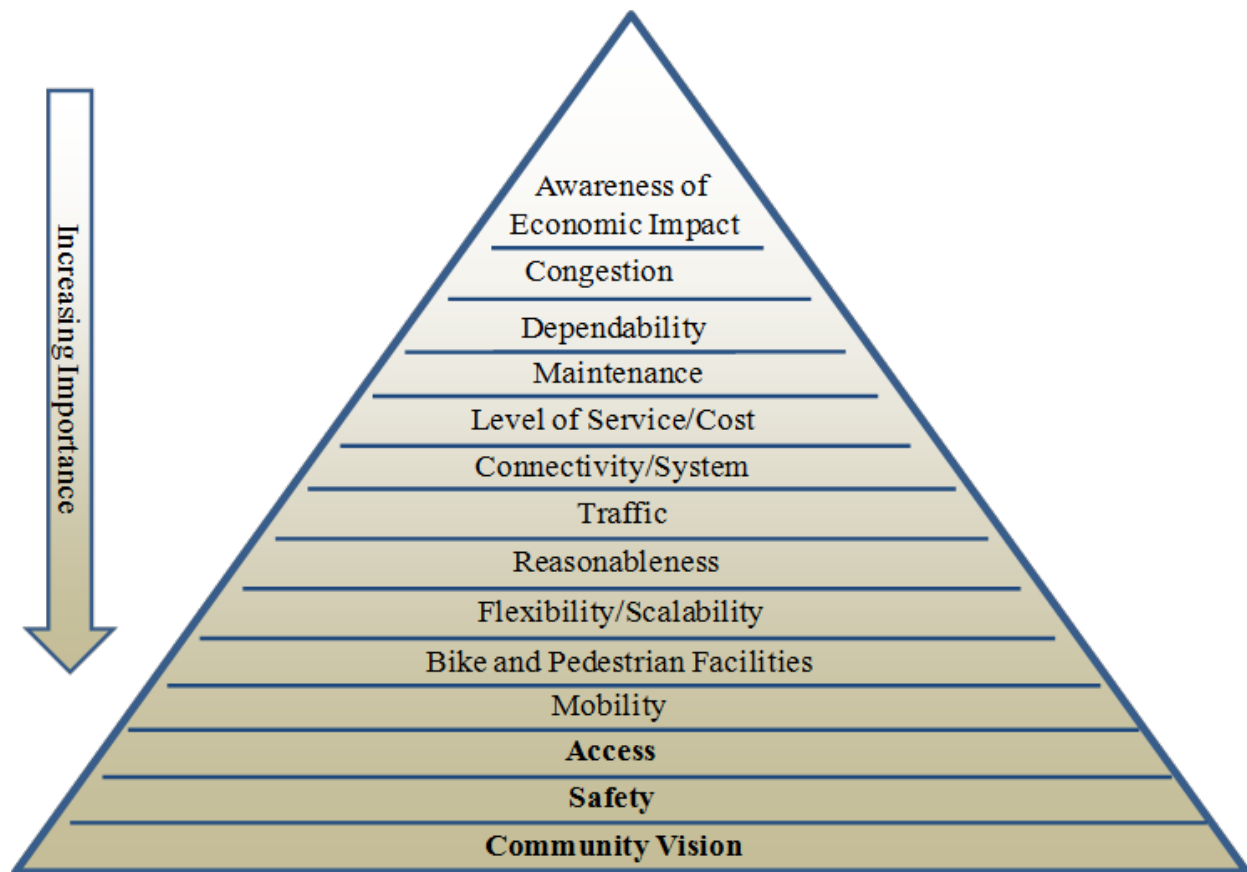 Increasing Importance
Awareness of
Economic Impact
Congestion
Dependability
Maintenance
Level of Service/Cost
Connectivity/System
Traffic
Reasonableness
Flexibility/Scalability
Bike and Pedestrian Facilities
Mobility
Access
Safety
Community Vision